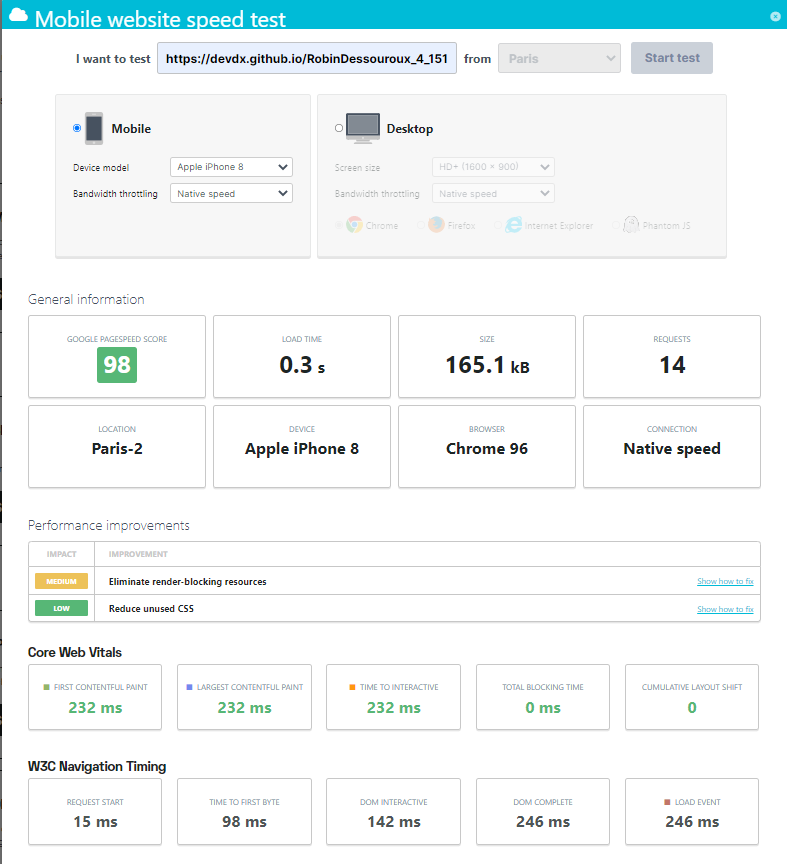 Mobile website speed test
I want to test https://devdx.github.io/RobinDessouroux_4_151 from Paris Start test
Mobile
Device model Apple iPhone 8
Bandwidth throttling Native speed
Desktop
Screen size HD+ (1600 × 900)
Bandwidth throttling Native speed
Chrome Firefox Internet Explorer Phantom JS
General information
GOOGLE PAGESPEED SCORE
98
LOAD TIME
0.3 s
SIZE
165.1 kB
REQUESTS
14
LOCATION
Paris-2
DEVICE
Apple iPhone 8
BROWSER
Chrome 96
CONNECTION
Native speed
Performance improvements
IMPACT IMPROVEMENT
MEDIUM Eliminate render-blocking resources Show how to fix
LOW Reduce unused CSS Show how to fix
Core Web Vitals
FIRST CONTENTFUL PAINT
232 ms
LARGEST CONTENTFUL PAINT
232 ms
TIME TO INTERACTIVE
232 ms
TOTAL BLOCKING TIME
0 ms
CUMULATIVE LAYOUT SHIFT
0
W3C Navigation Timing
REQUEST START
15 ms
TIME TO FIRST BYTE
98 ms
DOM INTERACTIVE
142 ms
DOM COMPLETE
246 ms
LOAD EVENT
246 ms